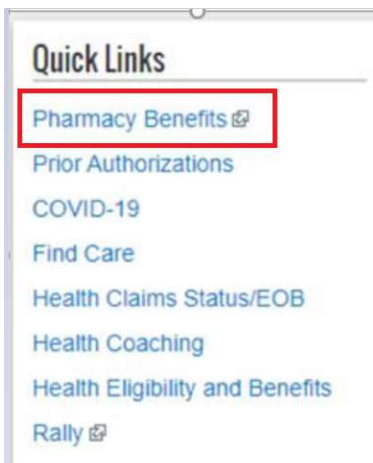 Quick Links
Pharmacy Benefits
Prior Authorizations
COVID-19
Find Care
Health Claims Status/EOB
Health Coaching
Health Eligibility and Benefits
Rally